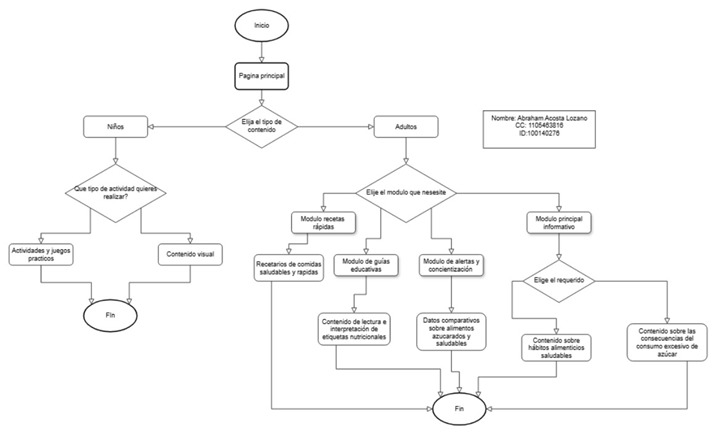 Inicio
Pagina principal
Elija el tipo de
contenido
Niños
Adultos
Nombre: Abraham Acosta Lozano
CC: 1105463816
ID:100140276
Que tipo de actividad quieres
realizar?
Elije el modulo que nesesite
Actividades y juegos
practicos
Contenido visual
Fin
Modulo recetas
rápidas
Modulo principal
informativo
Recetarios de comidas
saludables y rapidas
Modulo de guías
educativas
Modulo de alertas y
concientización
Elige el requerido
Contenido de lectura e
interpretación de
etiquetas nutricionales
Datos comparativos
sobre alimentos
azucarados y
saludables
Contenido sobre
hábitos alimenticios
saludables
Contenido sobre las
consecuencias del
consumo excesivo de
azúcar
Fin